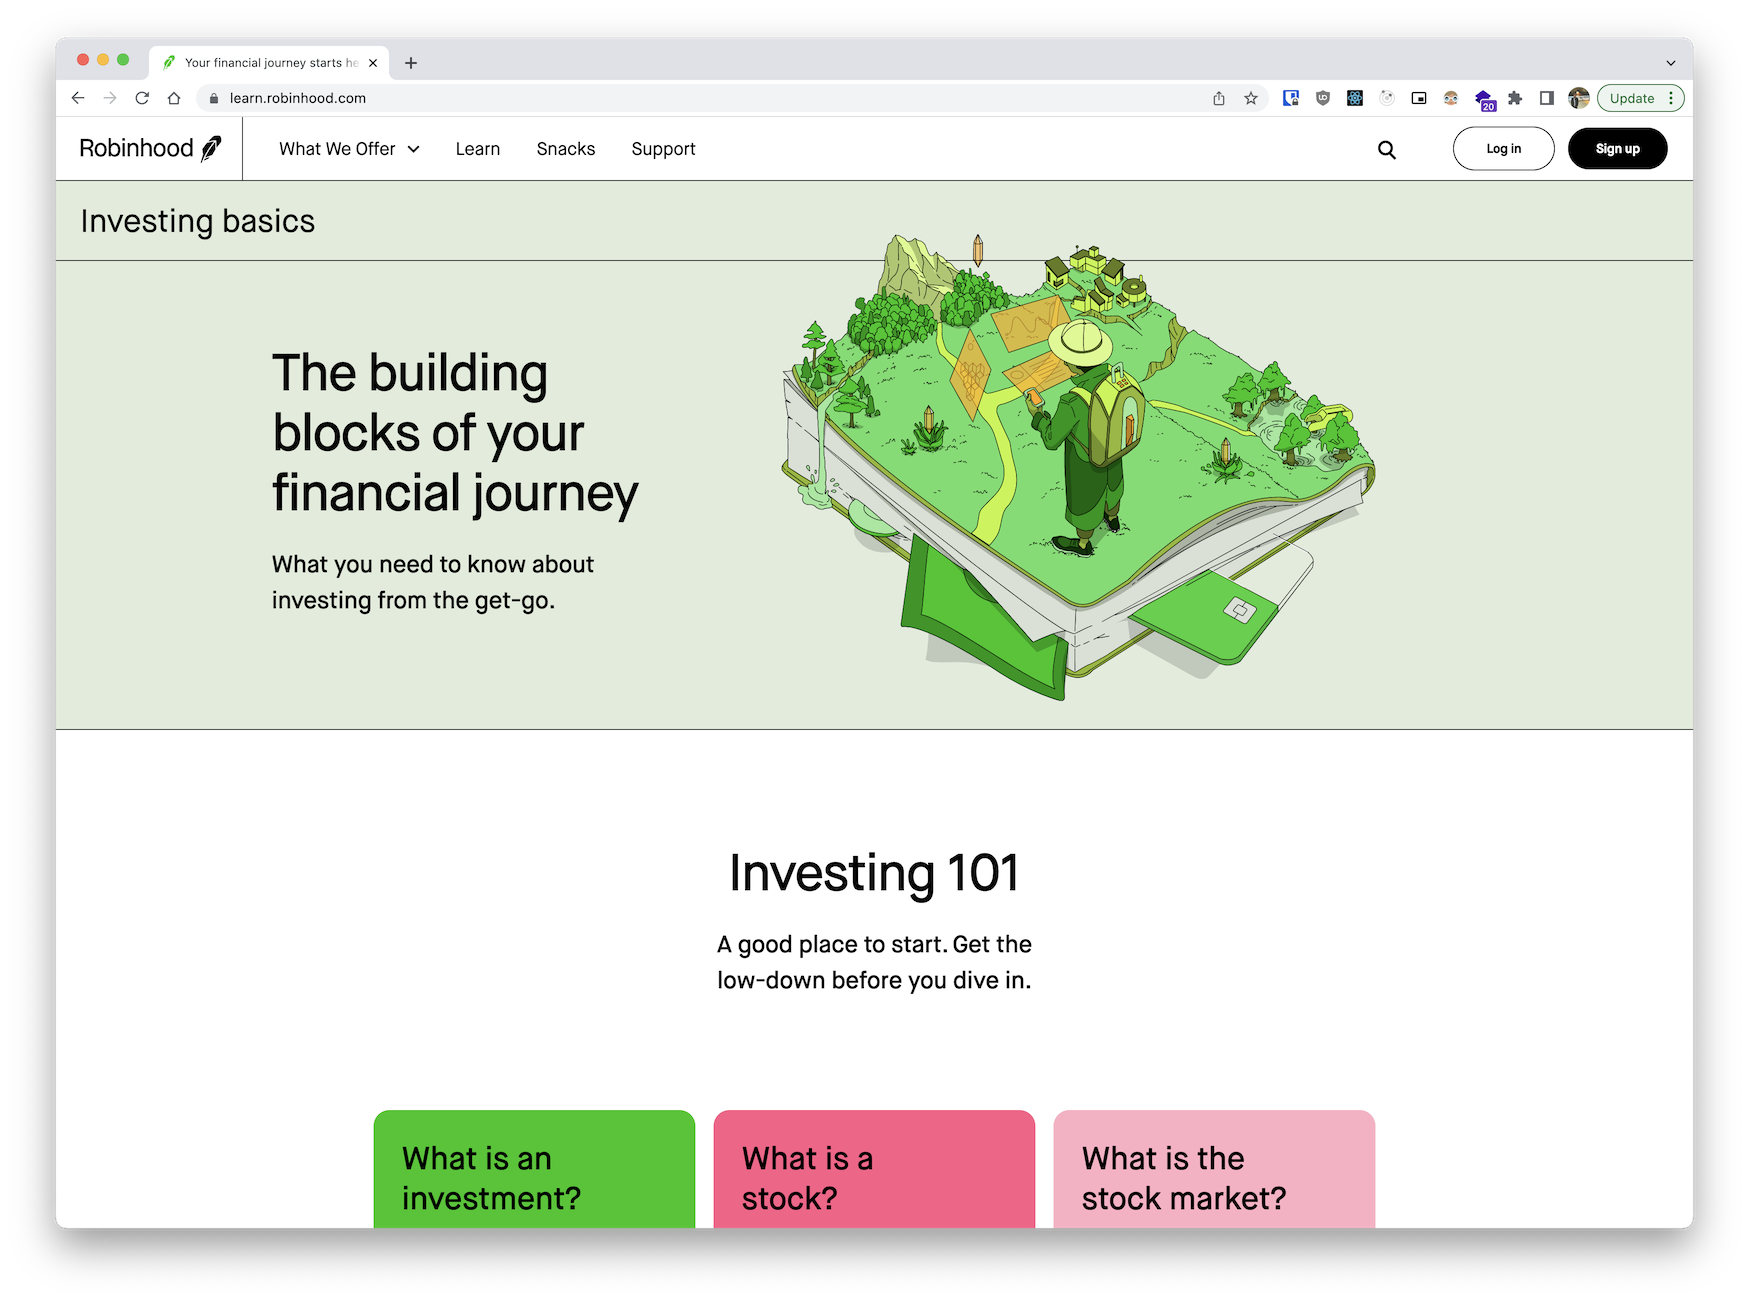 Your financial journey starts he
learn.robinhood.com
20
Update
Robinhood
What We Offer
Learn
Snacks
Support
Log in
Sign up
Investing basics
The building
blocks of your
financial journey
What you need to know about
investing from the get-go.
Investing 101
A good place to start. Get the
low-down before you dive in.
What is an
investment?
What is a
stock?
What is the
stock market?